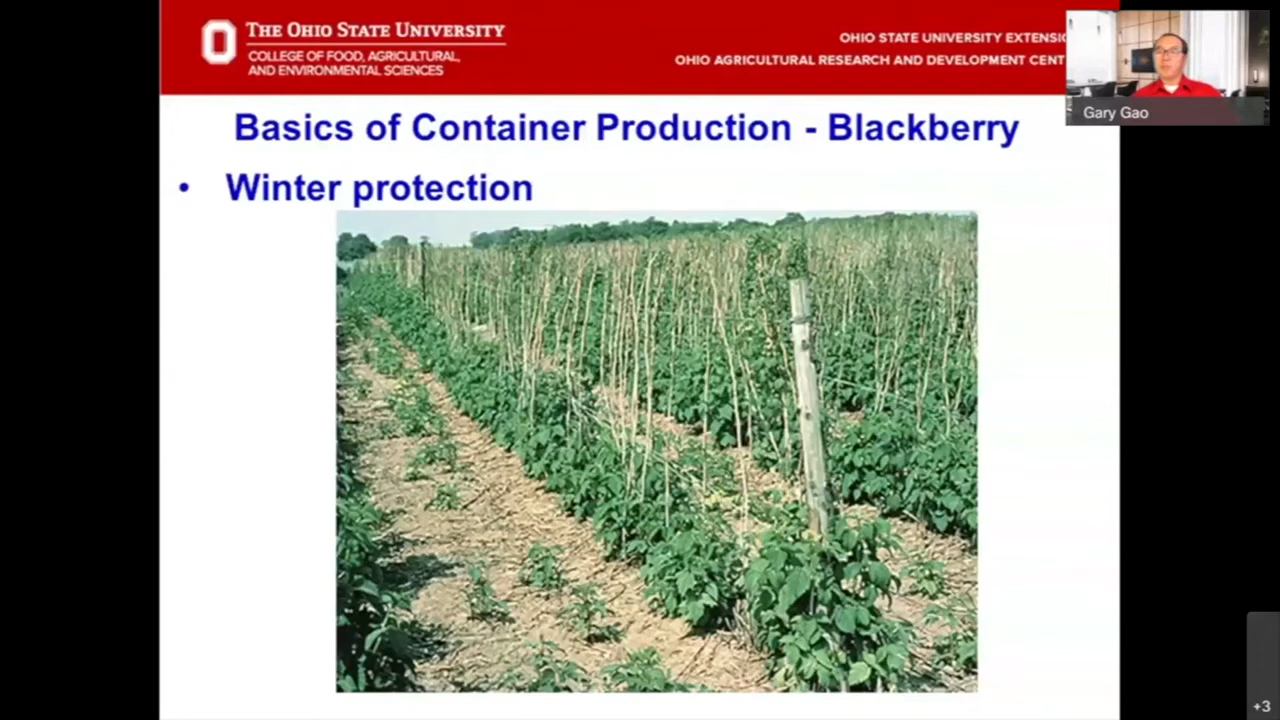 THE OHIO STATE UNIVERSITY
COLLEGE OF FOOD, AGRICULTURAL,
AND ENVIRONMENTAL SCIENCES
OHIO STATE UNIVERSITY EXTENSIO
OHIO AGRICULTURAL RESEARCH AND DEVELOPMENT CENT
Gary Gao
Basics of Container Production - Blackberry
• Winter protection
+3